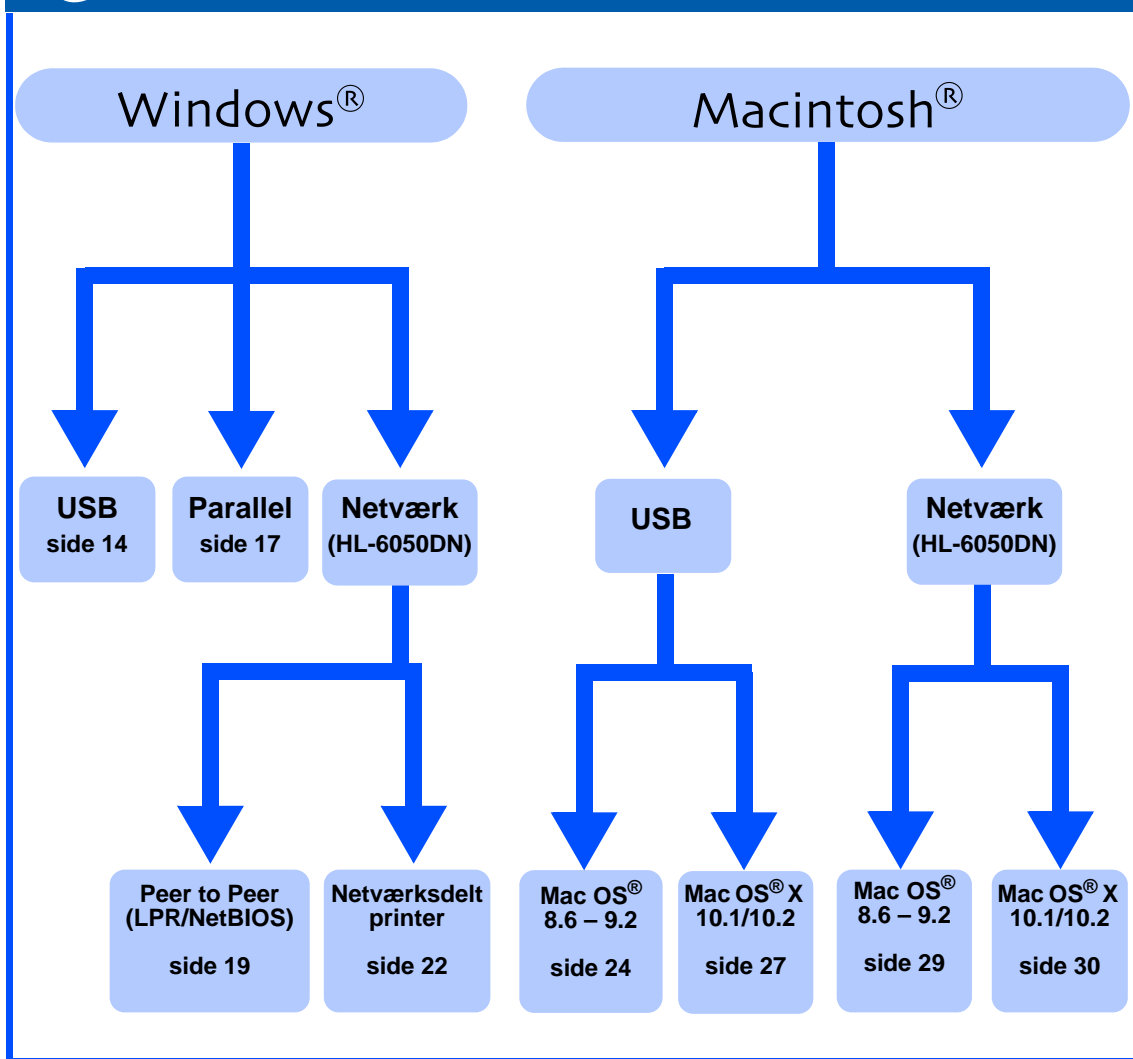 Windows®
Macintosh®
USB
side 14
Parallel
side 17
Netværk
(HL-6050DN)
USB
Netværk
(HL-6050DN)
Peer to Peer
(LPR/NetBIOS)
side 19
Netværksdelt
printer
side 22
Mac OS®
8.6 – 9.2
side 24
Mac OS® X
10.1/10.2
side 27
Mac OS®
8.6 – 9.2
side 29
Mac OS® X
10.1/10.2
side 30